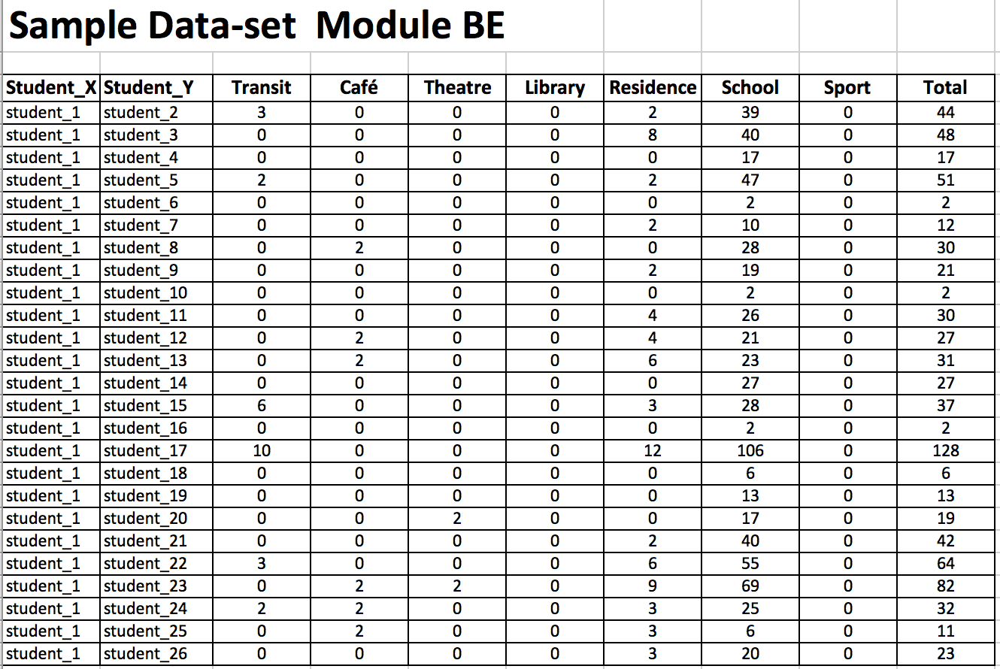 Sample Data-set Module BE
Student_X Student_Y Transit Café Theatre Library Residence School Sport Total
student_1 student_2 3 0 0 0 2 39 0 44
student_1 student_3 0 0 0 0 8 40 0 48
student_1 student_4 0 0 0 0 0 17 0 17
student_1 student_5 2 0 0 0 2 47 0 51
student_1 student_6 0 0 0 0 0 2 0 2
student_1 student_7 0 0 0 0 2 10 0 12
student_1 student_8 0 2 0 0 0 28 0 30
student_1 student_9 0 0 0 0 2 19 0 21
student_1 student_10 0 0 0 0 0 2 0 2
student_1 student_11 0 0 0 0 4 26 0 30
student_1 student_12 0 2 0 0 4 21 0 27
student_1 student_13 0 2 0 0 6 23 0 31
student_1 student_14 0 0 0 0 0 27 0 27
student_1 student_15 6 0 0 0 3 28 0 37
student_1 student_16 0 0 0 0 0 2 0 2
student_1 student_17 10 0 0 0 12 106 0 128
student_1 student_18 0 0 0 0 0 6 0 6
student_1 student_19 0 0 0 0 0 13 0 13
student_1 student_20 0 0 2 0 0 17 0 19
student_1 student_21 0 0 0 0 2 40 0 42
student_1 student_22 3 0 0 0 6 55 0 64
student_1 student_23 0 2 2 0 9 69 0 82
student_1 student_24 2 2 0 0 3 25 0 32
student_1 student_25 0 2 0 0 3 6 0 11
student_1 student_26 0 0 0 0 3 20 0 23